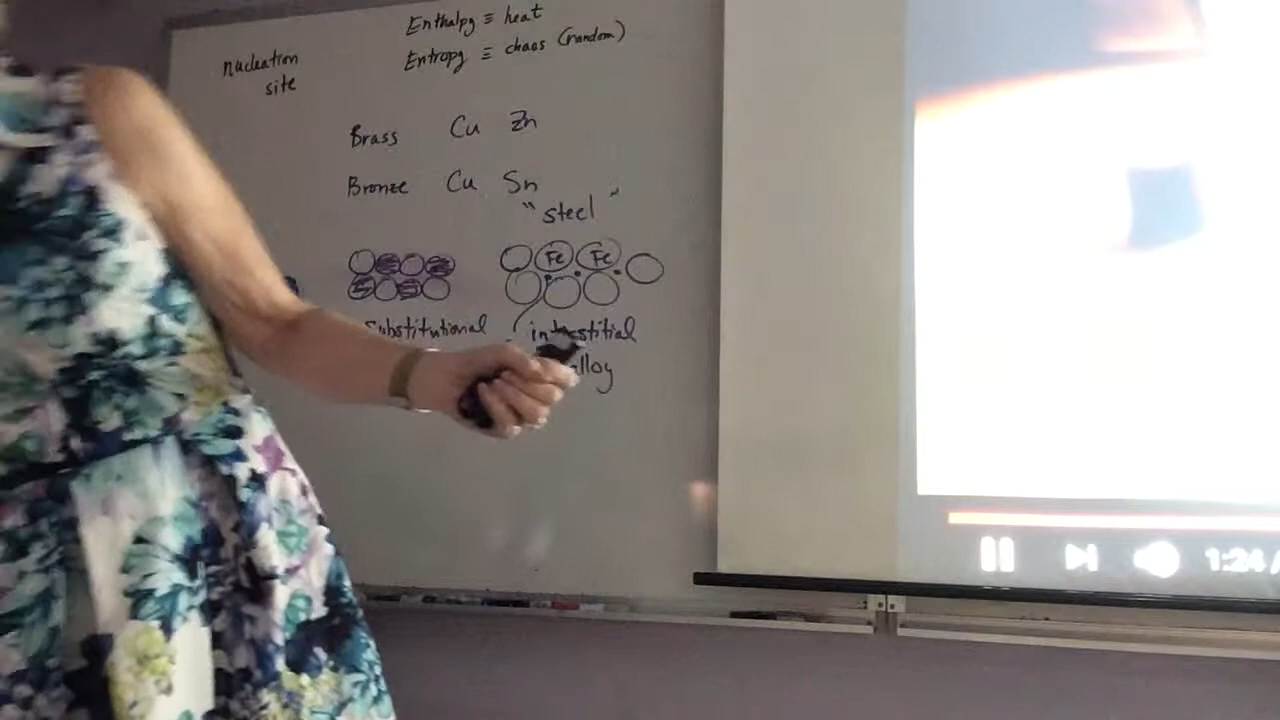 Enthalpy ≡ heat
Entropy ≡ chaos (random)
nucleation
site
Brass Cu Zn
Bronze Cu Sn
"steel"
Fe Fe
Substitutional interstitial
alloy
1:24 /